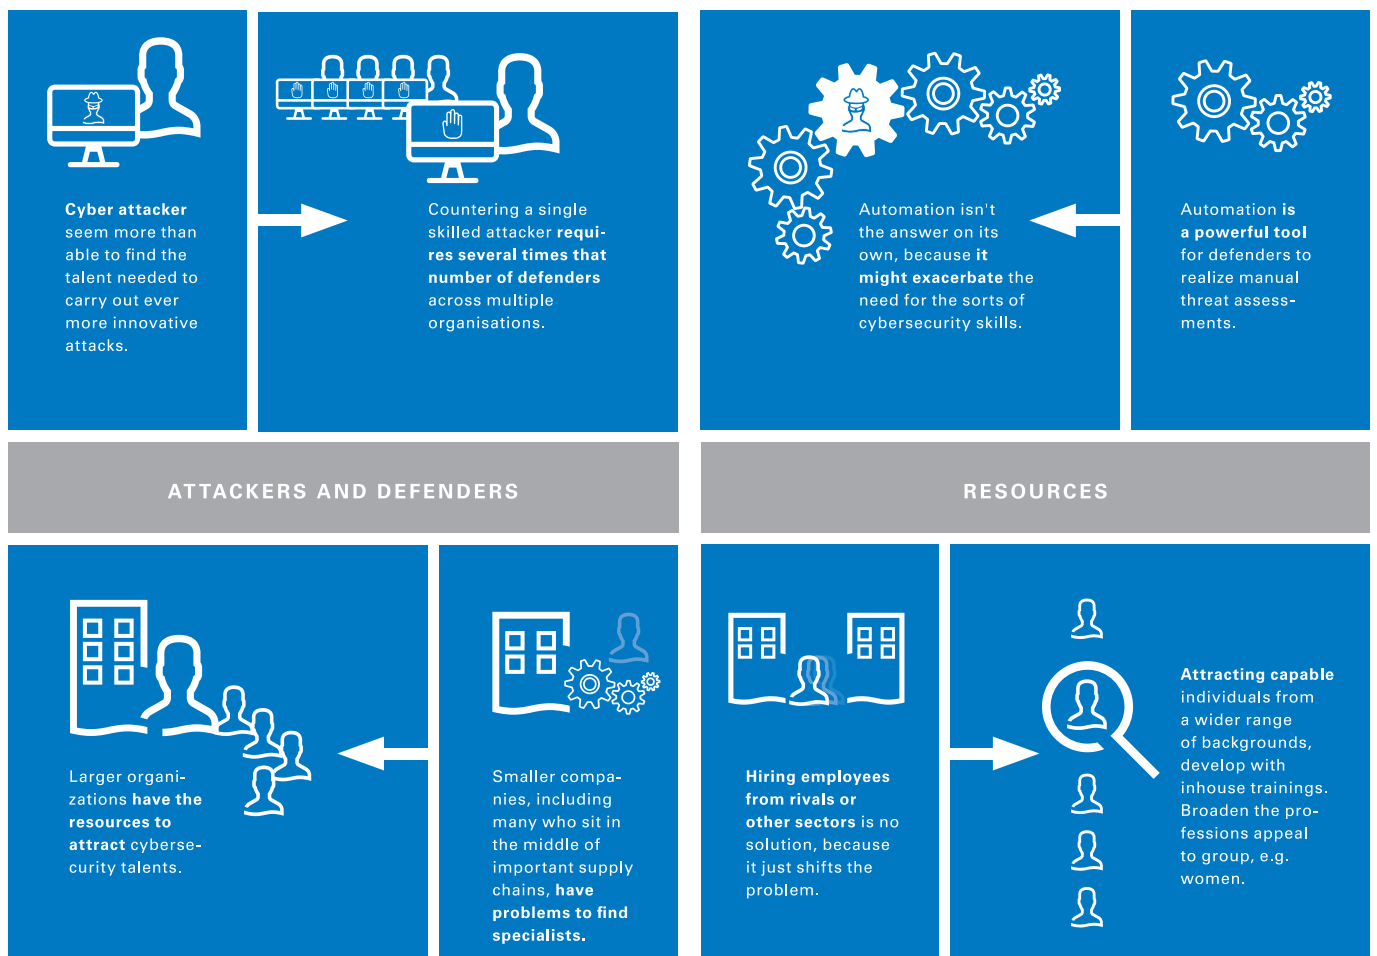 Cyber attacker
seem more than
able to find the
talent needed to
carry out ever
more innovative
attacks.
Countering a single
skilled attacker requi-
res several times that
number of defenders
across multiple
organisations.
Automation isn't
the answer on its
own, because it
might exacerbate the
need for the sorts of
cybersecurity skills.
Automation is
a powerful tool
for defenders to
realize manual
threat assess-
ments.
ATTACKERS AND DEFENDERS
RESOURCES
Larger organi-
zations have the
resources to
attract cyberse-
curity talents.
Smaller compa-
nies, including
many who sit in
the middle of
important supply
chains, have
problems to find
specialists.
Hiring employees
from rivals or
other sectors is no
solution, because
it just shifts the
problem.
Attracting capable
individuals from
a wider range
of backgrounds,
develop with
inhouse trainings.
Broaden the pro-
fessions appeal
to group, e.g.
women.